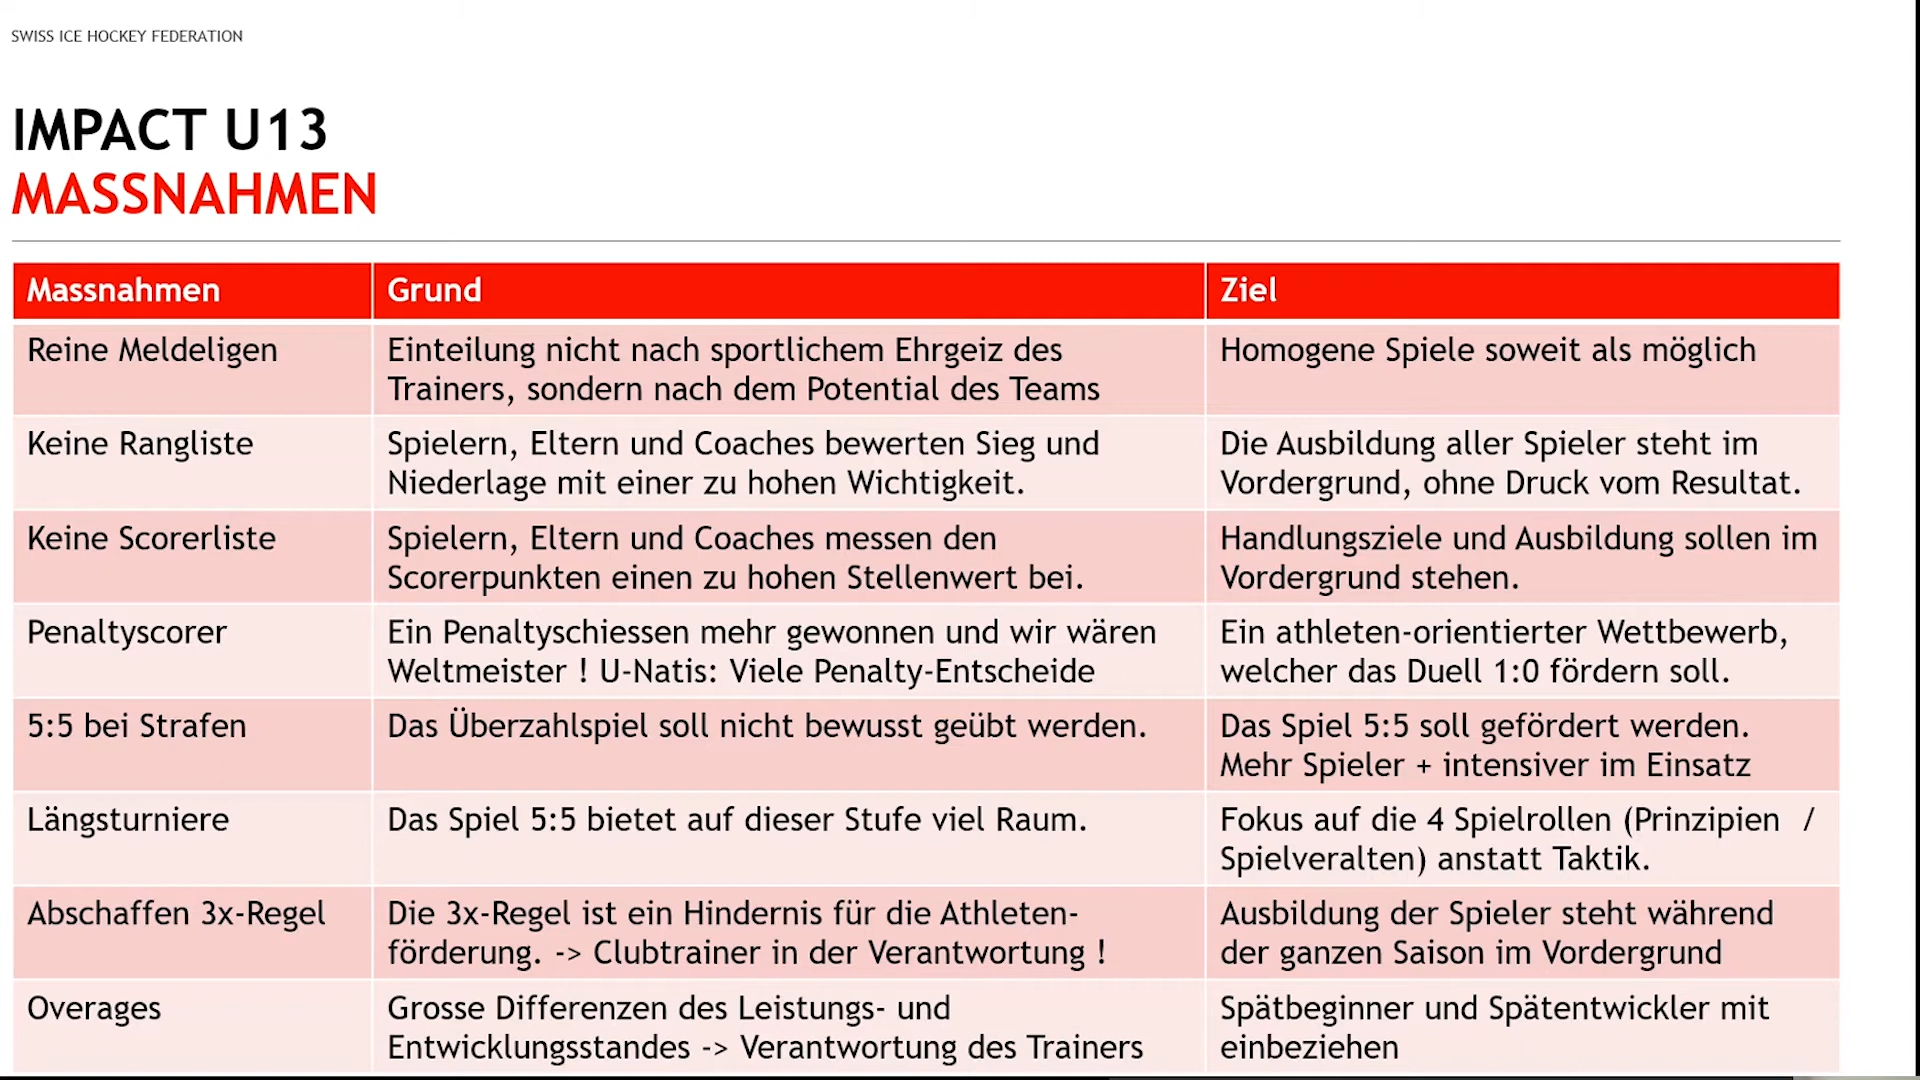 SWISS ICE HOCKEY FEDERATION
IMPACT U13
MASSNAHMEN
Massnahmen
Grund
Ziel
Reine Meldeligen
Einteilung nicht nach sportlichem Ehrgeiz des
Trainers, sondern nach dem Potential des Teams
Homogene Spiele soweit als möglich
Keine Rangliste
Spielern, Eltern und Coaches bewerten Sieg und
Niederlage mit einer zu hohen Wichtigkeit.
Die Ausbildung aller Spieler steht im
Vordergrund, ohne Druck vom Resultat.
Keine Scorerliste
Spielern, Eltern und Coaches messen den
Scorerpunkten einen zu hohen Stellenwert bei.
Handlungsziele und Ausbildung sollen im
Vordergrund stehen.
Penaltyscorer
Ein Penaltyschiessen mehr gewonnen und wir wären
Weltmeister ! U-Natis: Viele Penalty-Entscheide
Ein athleten-orientierter Wettbewerb,
welcher das Duell 1:0 fördern soll.
5:5 bei Strafen
Das Überzahlspiel soll nicht bewusst geübt werden.
Das Spiel 5:5 soll gefördert werden.
Mehr Spieler + intensiver im Einsatz
Längsturniere
Das Spiel 5:5 bietet auf dieser Stufe viel Raum.
Fokus auf die 4 Spielrollen (Prinzipien /
Spielveralten) anstatt Taktik.
Abschaffen 3x-Regel
Die 3x-Regel ist ein Hindernis für die Athleten-
förderung. -> Clubtrainer in der Verantwortung !
Ausbildung der Spieler steht während
der ganzen Saison im Vordergrund
Overages
Grosse Differenzen des Leistungs- und
Entwicklungsstandes -> Verantwortung des Trainers
Spätbeginner und Spätentwickler mit
einbeziehen